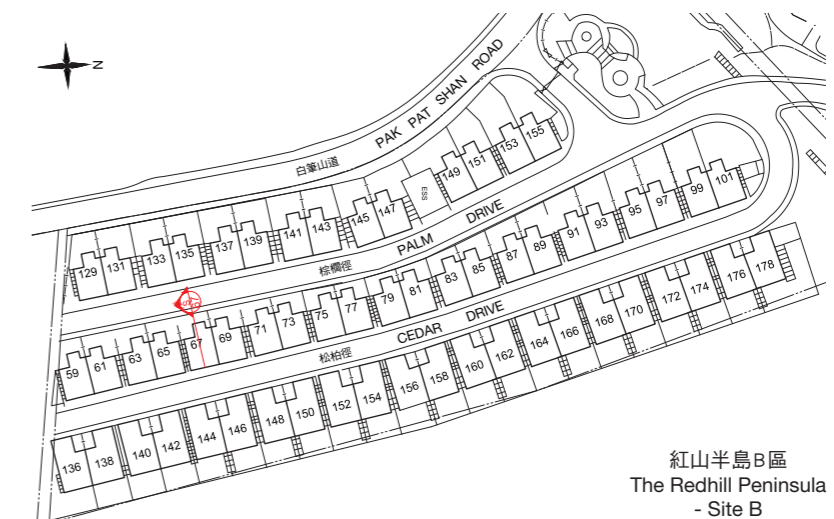 N
PAK PAT SHAN ROAD
白筆山道
153 155
149 151
ESS
145 147
141 143
137 139
133 135
129 131
PALM DRIVE
棕櫚徑
99 101
95 97
91 93
87 89
83 85
79 81
75 77
71 73
67 69
63 65
59 61
CEDAR DRIVE
松柏徑
176 178
172 174
168 170
164 166
160 162
156 158
152 154
148 150
144 146
140 142
136 138
紅山半島B區
The Redhill Peninsula
- Site B